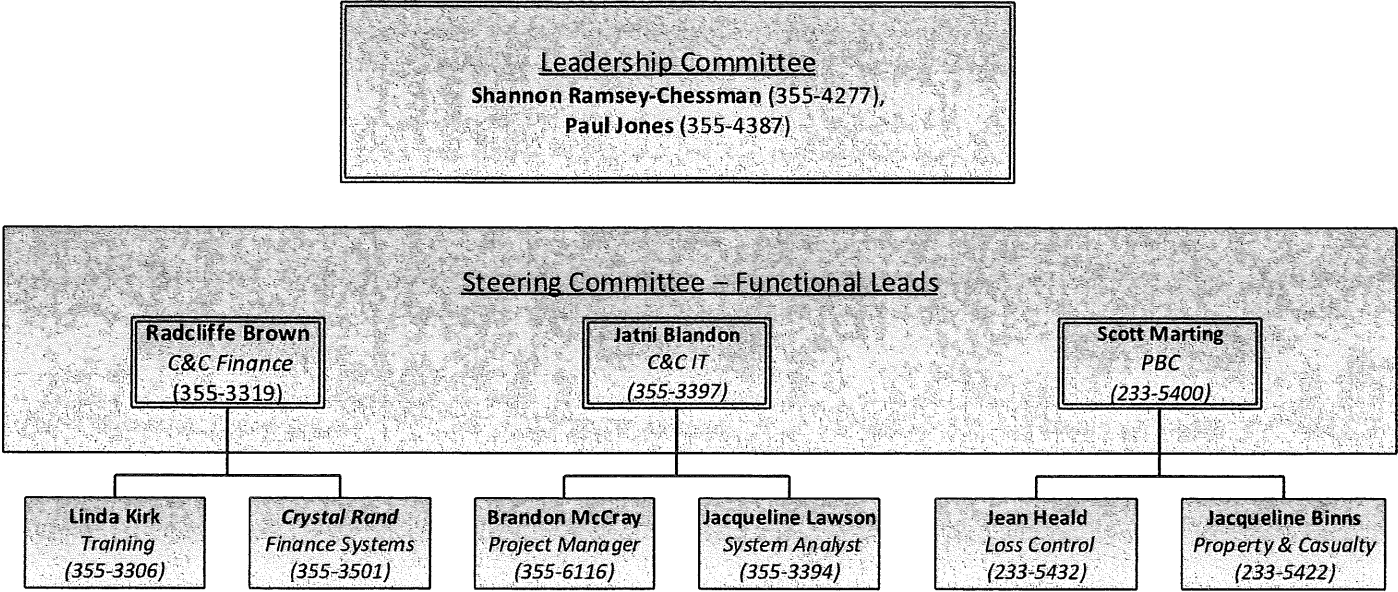 Leadership Committee
Shannon Ramsey-Chessman (355-4277),
Paul Jones (355-4387)
Steering Committee – Functional Leads
Radcliffe Brown
C&C Finance
(355-3319)
Jatni Blandon
C&C IT
(355-3397)
Scott Marting
PBC
(233-5400)
Linda Kirk
Training
(355-3306)
Crystal Rand
Finance Systems
(355-3501)
Brandon McCray
Project Manager
(355-6116)
Jacqueline Lawson
System Analyst
(355-3394)
Jean Heald
Loss Control
(233-5432)
Jacqueline Binns
Property & Casualty
(233-5422)